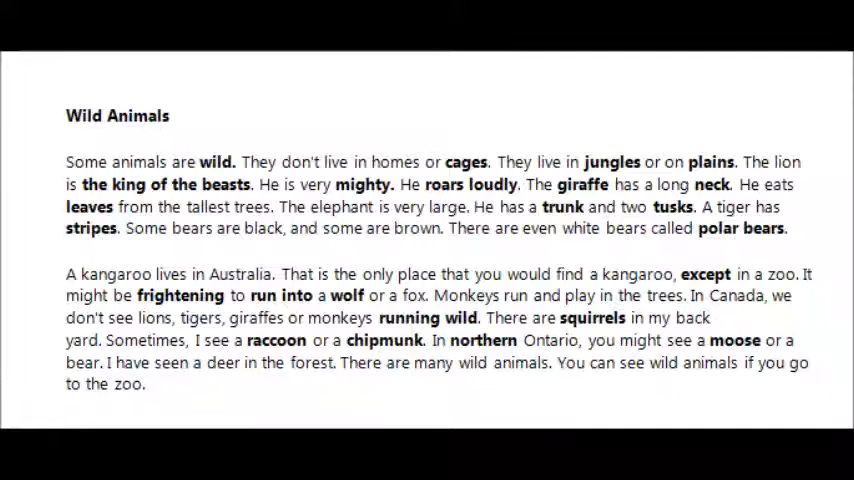 Wild Animals
Some animals are wild. They don't live in homes or cages. They live in jungles or on plains. The lion
is the king of the beasts. He is very mighty. He roars loudly. The giraffe has a long neck. He eats
leaves from the tallest trees. The elephant is very large. He has a trunk and two tusks. A tiger has
stripes. Some bears are black, and some are brown. There are even white bears called polar bears.
A kangaroo lives in Australia. That is the only place that you would find a kangaroo, except in a zoo. It
might be frightening to run into a wolf or a fox. Monkeys run and play in the trees. In Canada, we
don't see lions, tigers, giraffes or monkeys running wild. There are squirrels in my back
yard. Sometimes, I see a raccoon or a chipmunk. In northern Ontario, you might see a moose or a
bear. I have seen a deer in the forest. There are many wild animals. You can see wild animals if you go
to the zoo.